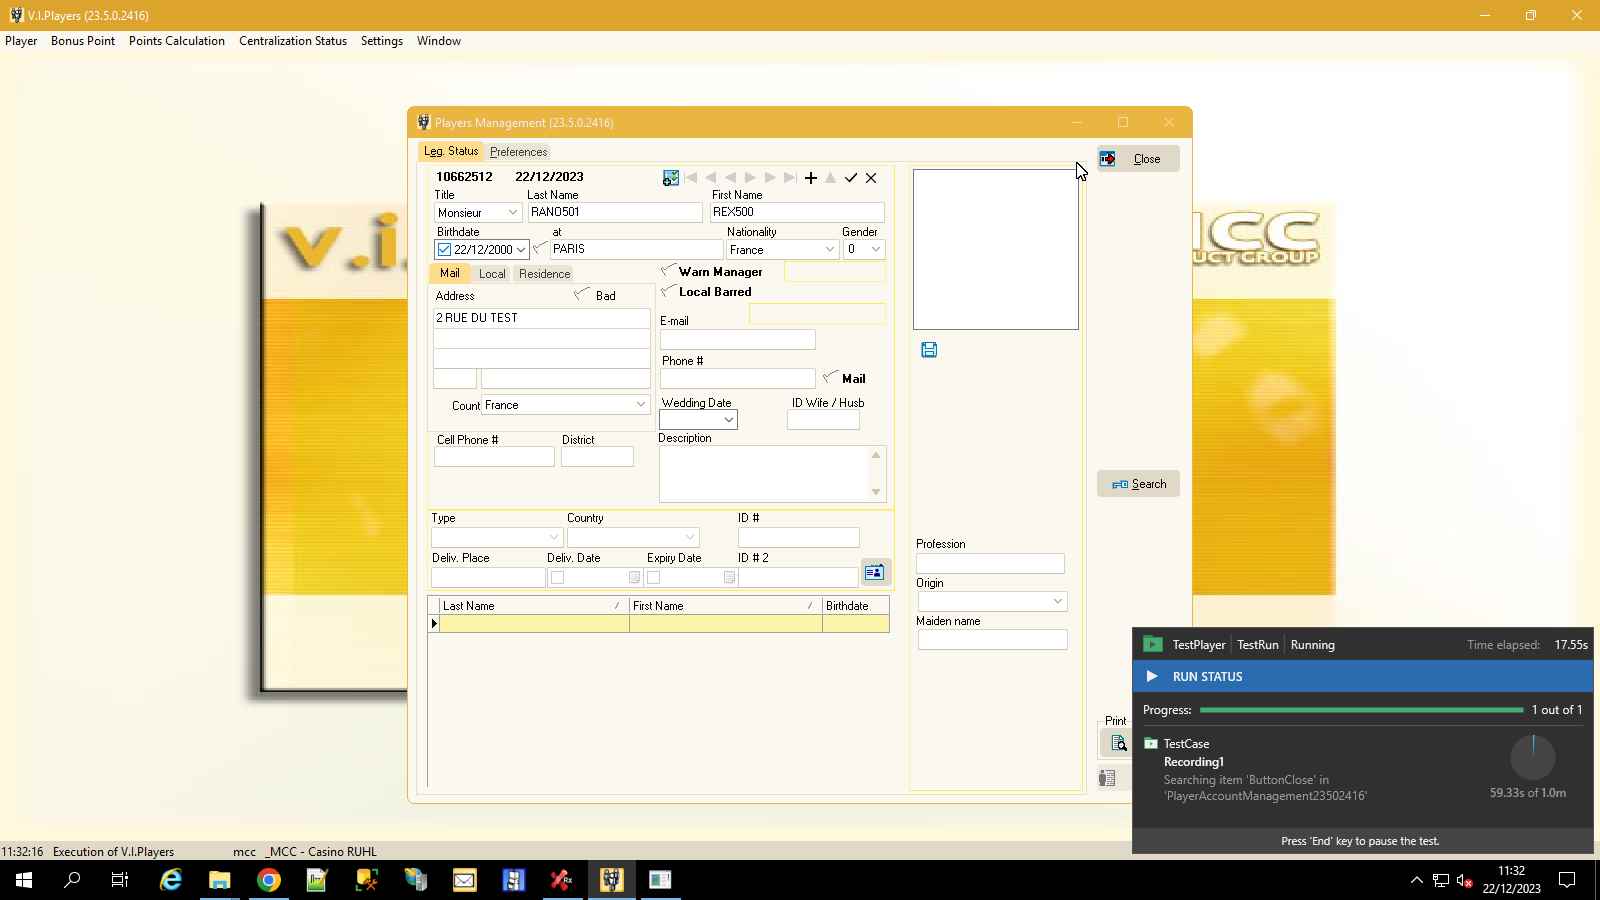 V.I.Players (23.5.0.2416)
Player Bonus Point Points Calculation Centralization Status Settings Window
Players Management (23.5.0.2416)
Leg. Status Preferences
Close
10662512 22/12/2023
Title Last Name First Name
Monsieur RANO501 REX500
Birthdate at Nationality Gender
22/12/2000 PARIS France 0
Mail Local Residence Warn Manager
Local Barred
Address Bad
2 RUE DU TEST
E-mail
Phone #
Mail
Count France
Wedding Date ID Wife / Husb
Cell Phone # District Description
Search
Type Country ID #
Deliv. Place Deliv. Date Expiry Date ID # 2
Last Name First Name Birthdate
Profession
Origin
Maiden name
Print
v.i.
MCC
UCT GROUP
TestPlayer TestRun Running Time elapsed: 17.55s
RUN STATUS
Progress: 1 out of 1
TestCase
Recording1
Searching item 'ButtonClose' in
'PlayerAccountManagement23502416'
59.33s of 1.0m
Press 'End' key to pause the test.
11:32:16 Execution of V.I.Players mcc _MCC - Casino RUHL
11:32
22/12/2023